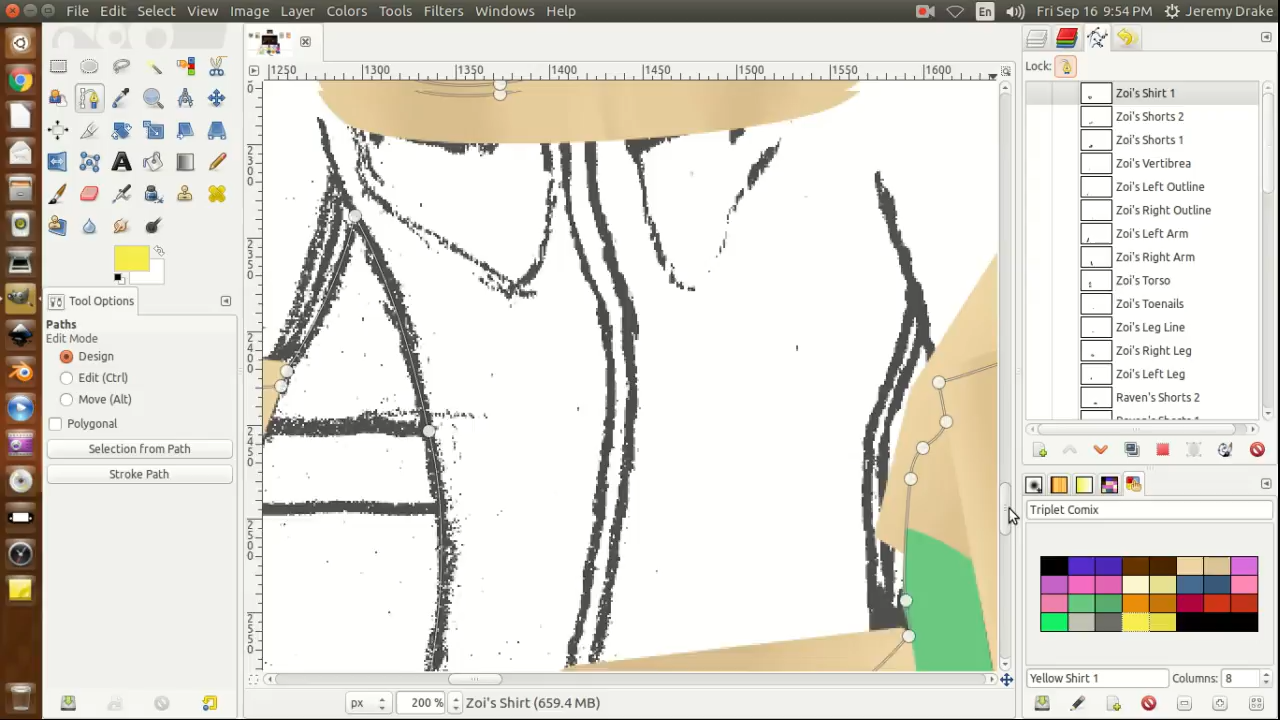 File Edit Select View Image Layer Colors Tools Filters Windows Help
En Fri Sep 16 9:54 PM Jeremy Drake
1250 1300 1350 1400 1450 1500 1550 1600
Lock:
Zoi's Shirt 1
Zoi's Shorts 2
Zoi's Shorts 1
Zoi's Vertibrea
Zoi's Left Outline
Zoi's Right Outline
Zoi's Left Arm
Zoi's Right Arm
Zoi's Torso
Zoi's Toenails
Zoi's Leg Line
Zoi's Right Leg
Zoi's Left Leg
Raven's Shorts 2
Raven's Shorts 1
Tool Options
Paths
Edit Mode
Design
Edit (Ctrl)
Move (Alt)
Polygonal
Selection from Path
Stroke Path
Triplet Comix
Yellow Shirt 1 Columns: 8
px 200 % Zoi's Shirt (659.4 MB)